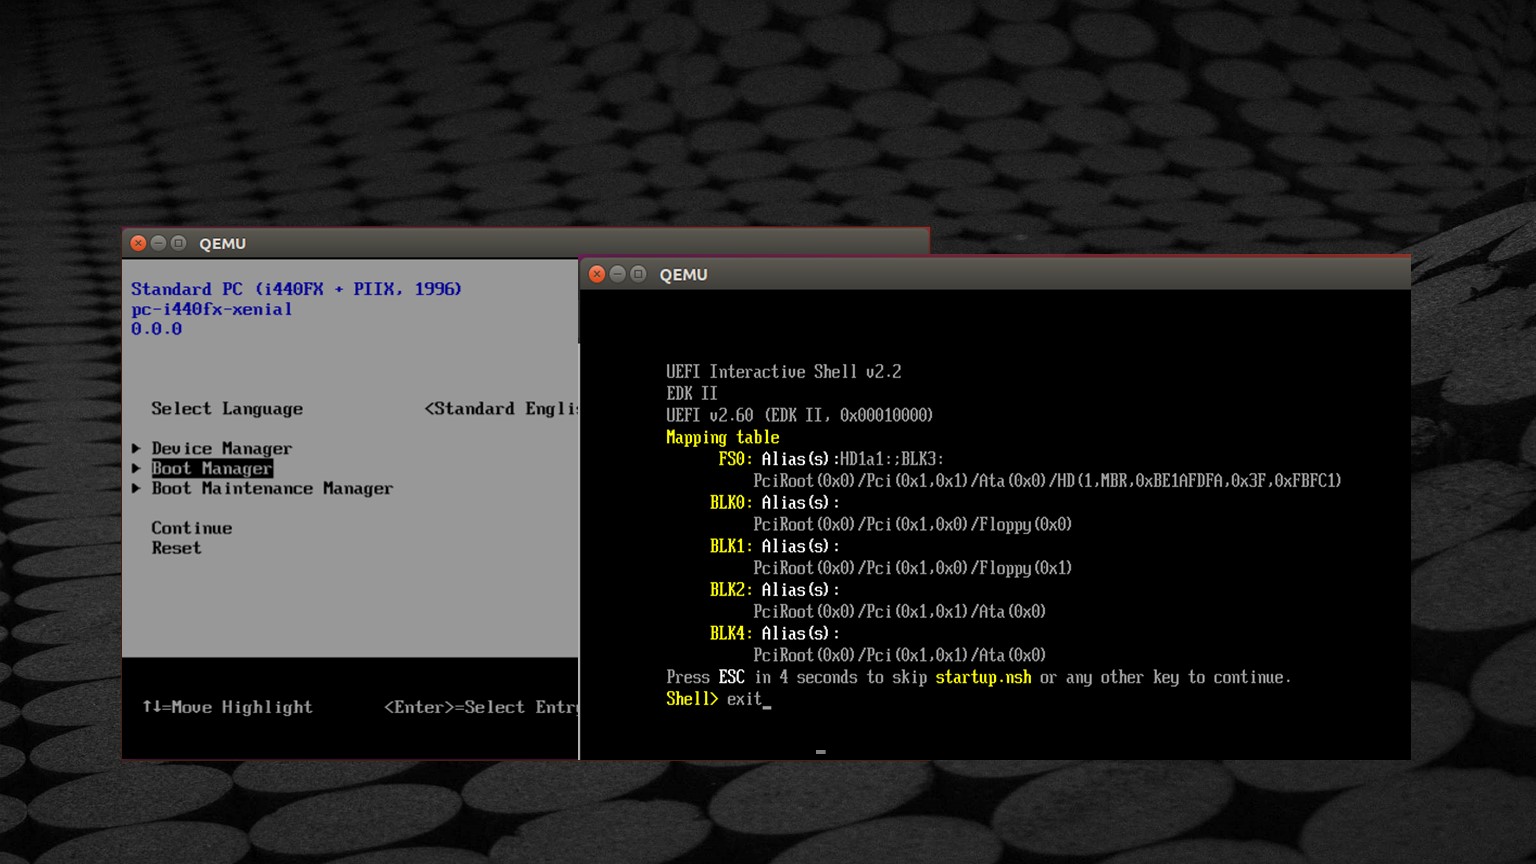 QEMU
Standard PC (i440FX + PIIX, 1996)
pc-i440fx-xenial
0.0.0
Select Language <Standard Engli
Device Manager
Boot Manager
Boot Maintenance Manager
Continue
Reset
↑↓=Move Highlight <Enter>=Select Entry
QEMU
UEFI Interactive Shell v2.2
EDK II
UEFI v2.60 (EDK II, 0x00010000)
Mapping table
FS0: Alias(s):HD1a1:;BLK3:
PciRoot(0x0)/Pci(0x1,0x1)/Ata(0x0)/HD(1,MBR,0xBE1AFDFA,0x3F,0xFBFC1)
BLK0: Alias(s):
PciRoot(0x0)/Pci(0x1,0x0)/Floppy(0x0)
BLK1: Alias(s):
PciRoot(0x0)/Pci(0x1,0x0)/Floppy(0x1)
BLK2: Alias(s):
PciRoot(0x0)/Pci(0x1,0x1)/Ata(0x0)
BLK4: Alias(s):
PciRoot(0x0)/Pci(0x1,0x1)/Ata(0x0)
Press ESC in 4 seconds to skip startup.nsh or any other key to continue.
Shell> exit_